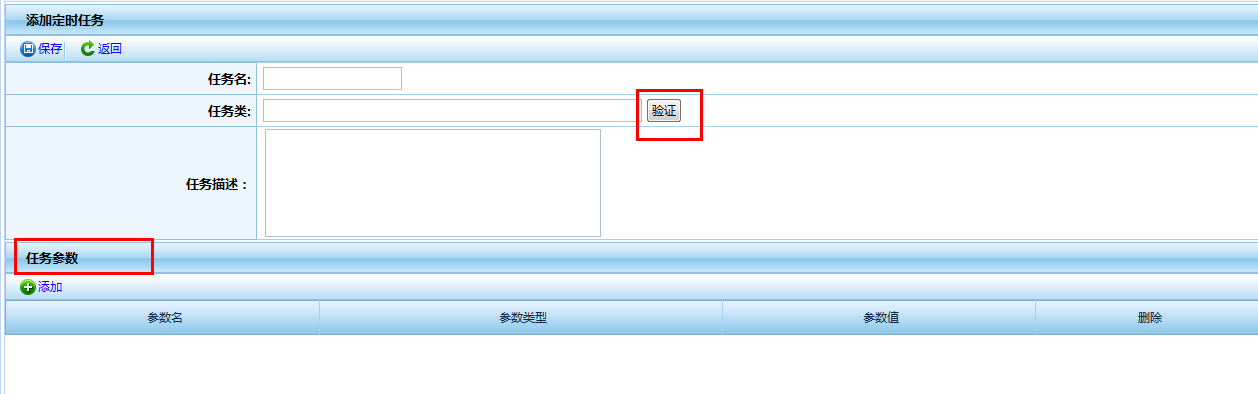 添加定时任务
保存 返回
任务名:
任务类: 验证
任务描述：
任务参数
添加
参数名 参数类型 参数值 删除